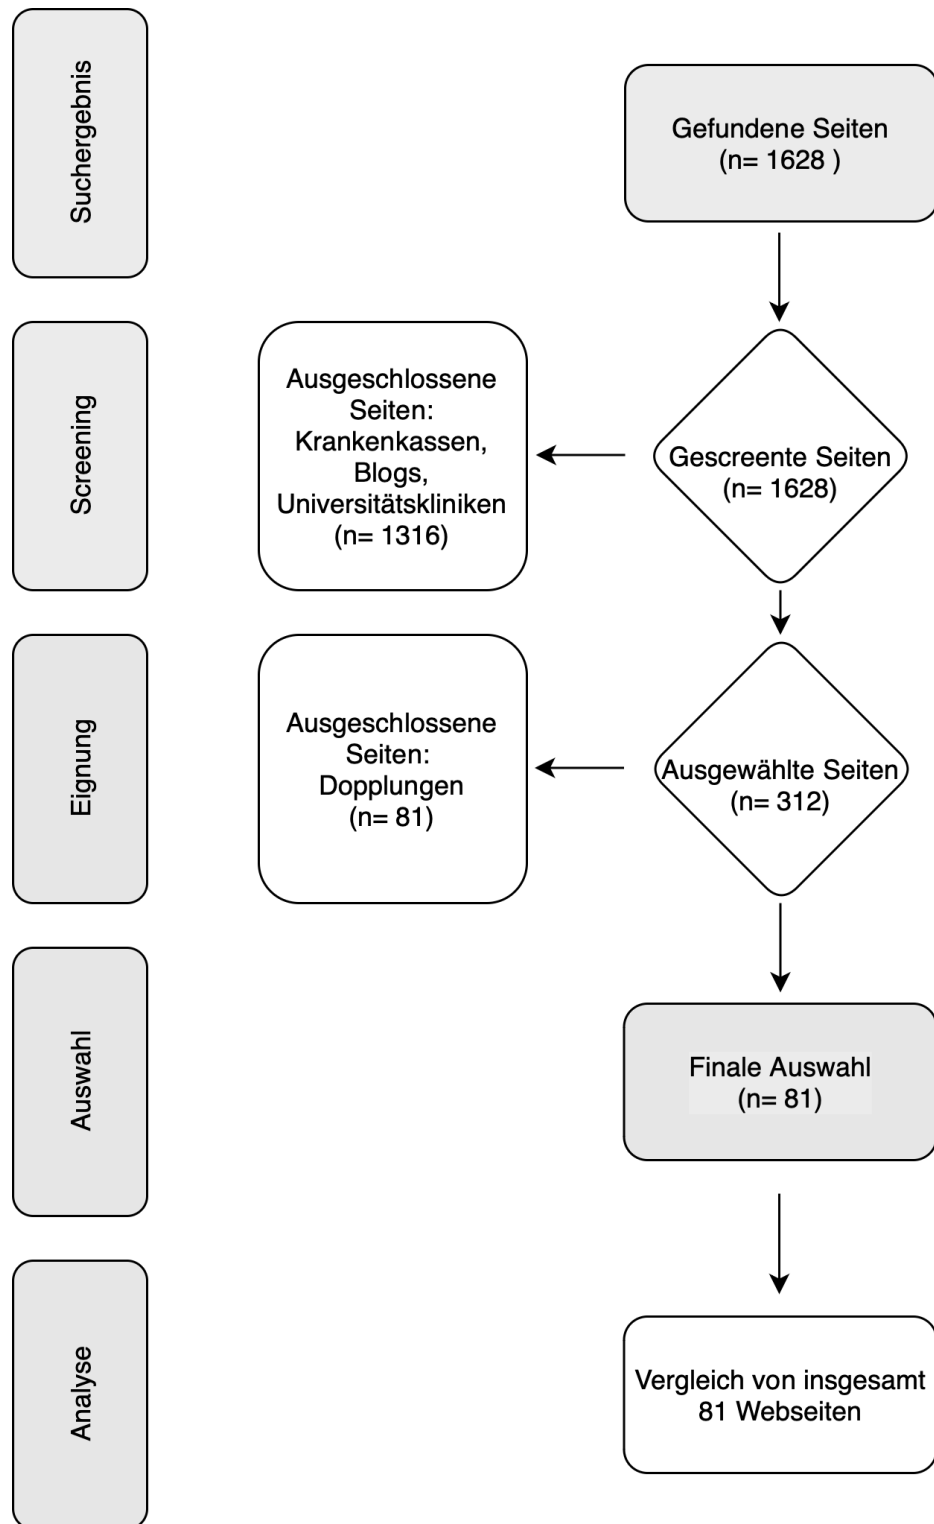 Suchergebnis
Gefundene Seiten
(n= 1628 )
Screening
Ausgeschlossene
Seiten:
Krankenkassen,
Blogs,
Universitätskliniken
(n= 1316)
Gescreente Seiten
(n= 1628)
Eignung
Ausgeschlossene
Seiten:
Dopplungen
(n= 81)
Ausgewählte Seiten
(n= 312)
Auswahl
Finale Auswahl
(n= 81)
Analyse
Vergleich von insgesamt
81 Webseiten